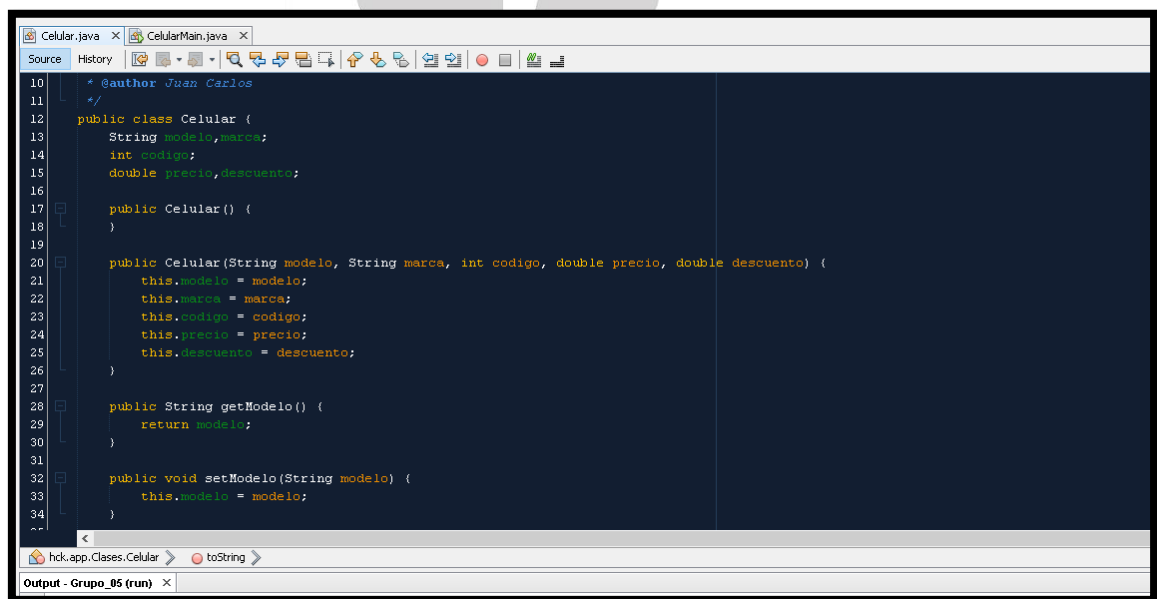 Celular.java CelularMain.java
Source History
10 * @author Juan Carlos
11 */
12 public class Celular {
13 String modelo,marca;
14 int codigo;
15 double precio,descuento;
16
17 public Celular() {
18 }
19
20 public Celular(String modelo, String marca, int codigo, double precio, double descuento) {
21 this.modelo = modelo;
22 this.marca = marca;
23 this.codigo = codigo;
24 this.precio = precio;
25 this.descuento = descuento;
26 }
27
28 public String getModelo() {
29 return modelo;
30 }
31
32 public void setModelo(String modelo) {
33 this.modelo = modelo;
34 }
hck.app.Clases.Celular toString
Output - Grupo_05 (run)